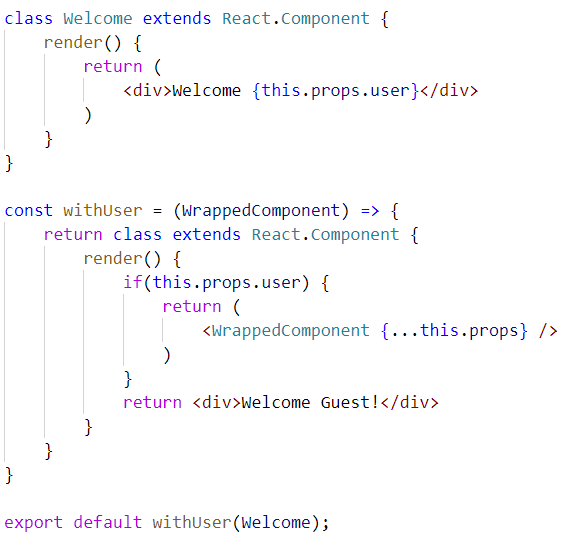 class Welcome extends React.Component {
    render() {
        return (
            <div>Welcome {this.props.user}</div>
        )
    }
}

const withUser = (WrappedComponent) => {
    return class extends React.Component {
        render() {
            if(this.props.user) {
                return (
                    <WrappedComponent {...this.props} />
                )
            }
            return <div>Welcome Guest!</div>
        }
    }
}

export default withUser(Welcome);